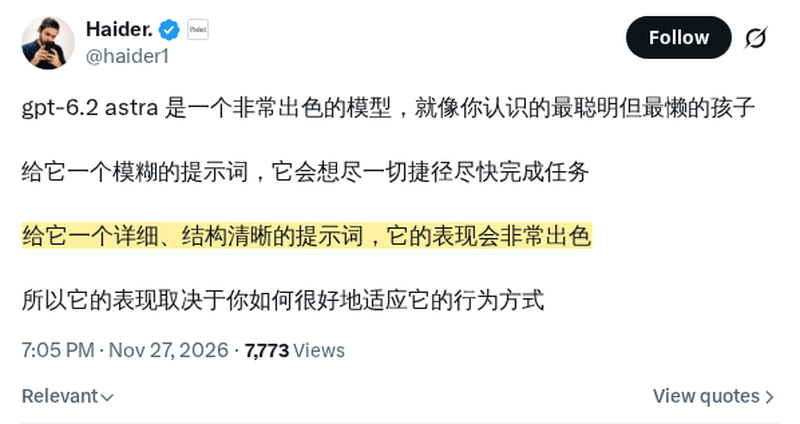 Haider.
@haider1
Follow
gpt-6.2 astra 是一个非常出色的模型，就像你认识的最聪明但最懒的孩子
给它一个模糊的提示词，它会想尽一切捷径尽快完成任务
给它一个详细、结构清晰的提示词，它的表现会非常出色
所以它的表现取决于你如何很好地适应它的行为方式
7:05 PM · Nov 27, 2026 · 7,773 Views
Relevant
View quotes